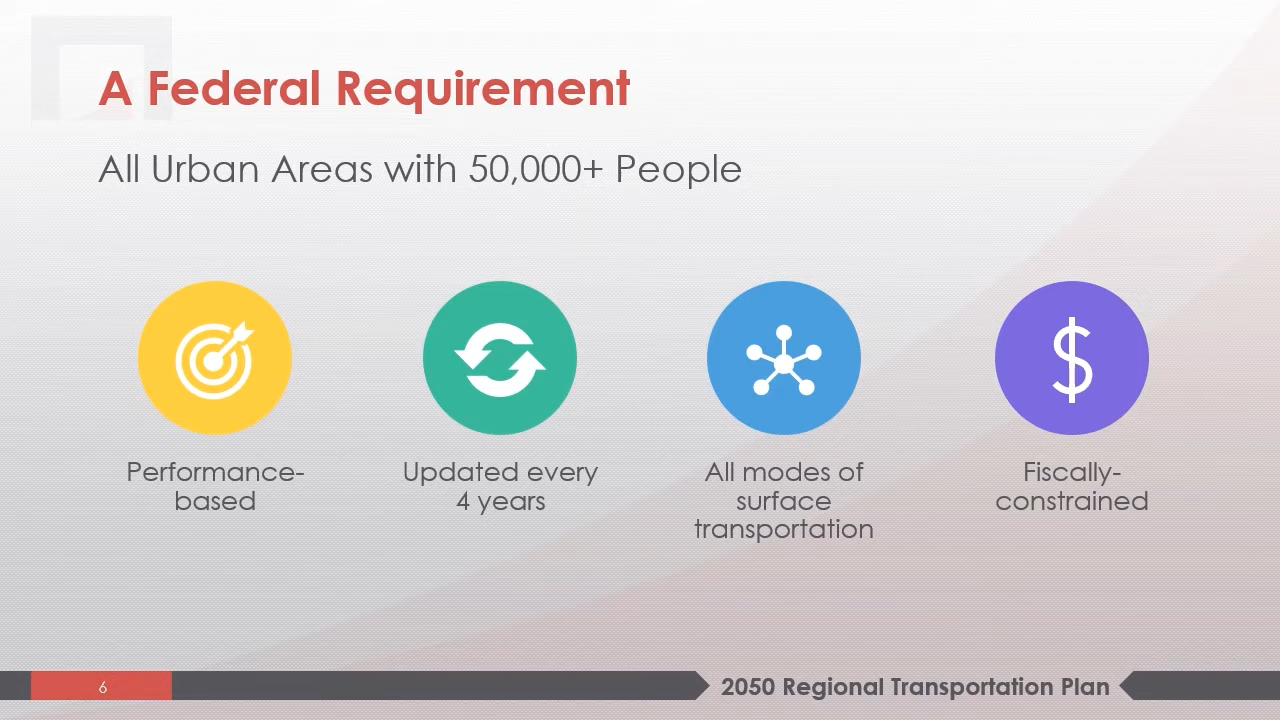 A Federal Requirement
All Urban Areas with 50,000+ People
Performance-
based
Updated every
4 years
All modes of
surface
transportation
Fiscally-
constrained
6
2050 Regional Transportation Plan